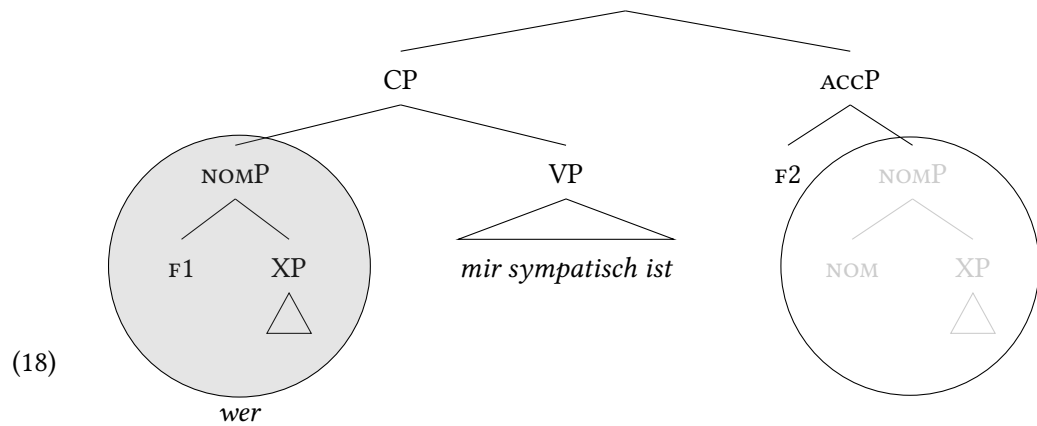 CP ACCP
NOMP VP F2 NOMP
F1 XP mir sympatisch ist NOM XP
(18)
wer